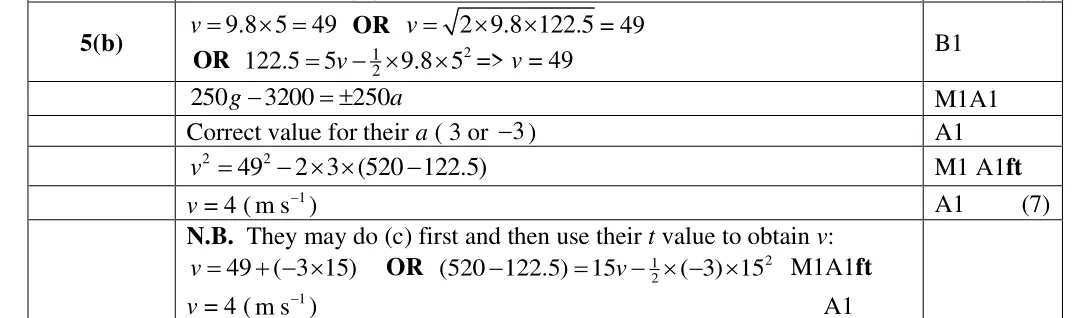 5(b)
v = 9.8×5 = 49 OR v = √(2×9.8×122.5) = 49
OR 122.5 = 5v − ½×9.8×5² => v = 49
B1
250g − 3200 = ±250a M1A1
Correct value for their a ( 3 or −3 ) A1
v² = 49² − 2×3×(520 − 122.5) M1 A1ft
v = 4 ( m s⁻¹ ) A1 (7)
N.B. They may do (c) first and then use their t value to obtain v:
v = 49 + (−3×15) OR (520 − 122.5) = 15v − ½×(−3)×15² M1A1ft
v = 4 ( m s⁻¹ ) A1